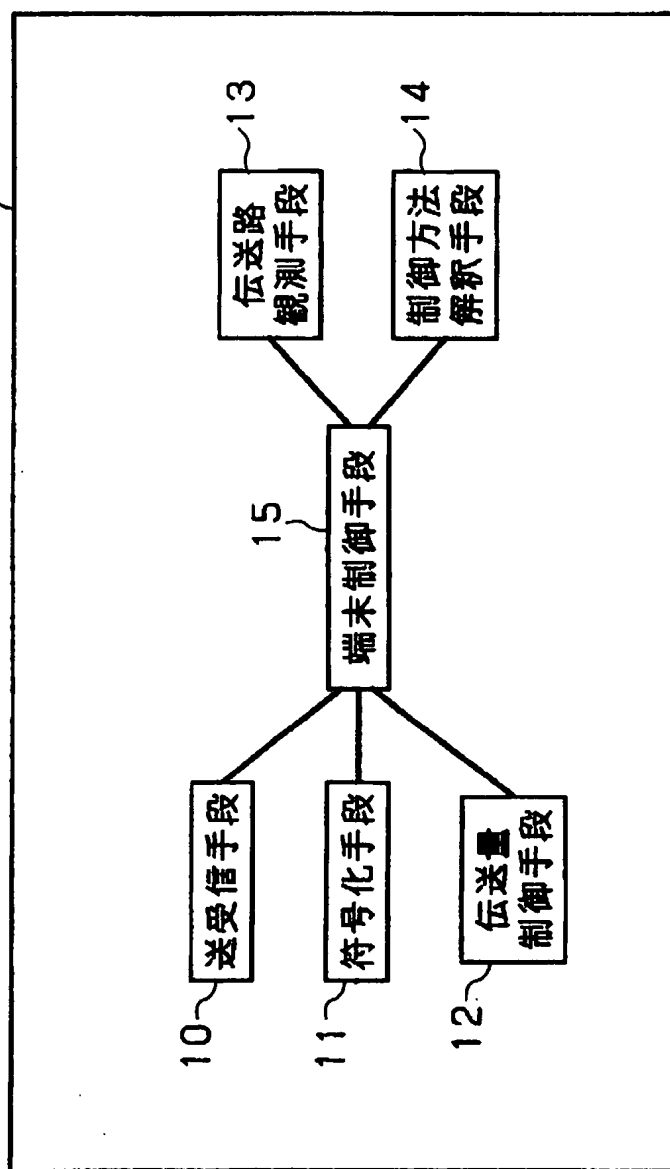 10
送受信手段
11
符号化手段
12
伝送量
制御手段
15
端末制御手段
13
伝送路
観測手段
14
制御方法
解釈手段